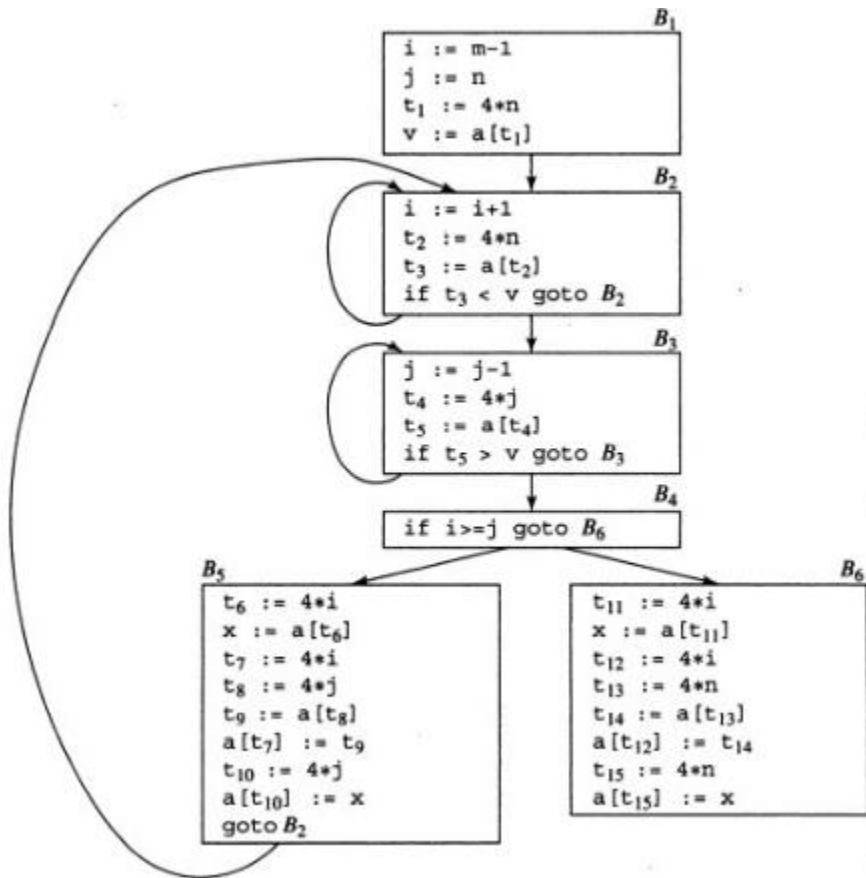 B1
i := m-1
j := n
t1 := 4*n
v := a[t1]
B2
i := i+1
t2 := 4*n
t3 := a[t2]
if t3 < v goto B2
B3
j := j-1
t4 := 4*j
t5 := a[t4]
if t5 > v goto B3
B4
if i>=j goto B6
B5
t6 := 4*i
x := a[t6]
t7 := 4*i
t8 := 4*j
t9 := a[t8]
a[t7] := t9
t10 := 4*j
a[t10] := x
goto B2
B6
t11 := 4*i
x := a[t11]
t12 := 4*i
t13 := 4*n
t14 := a[t13]
a[t12] := t14
t15 := 4*n
a[t15] := x